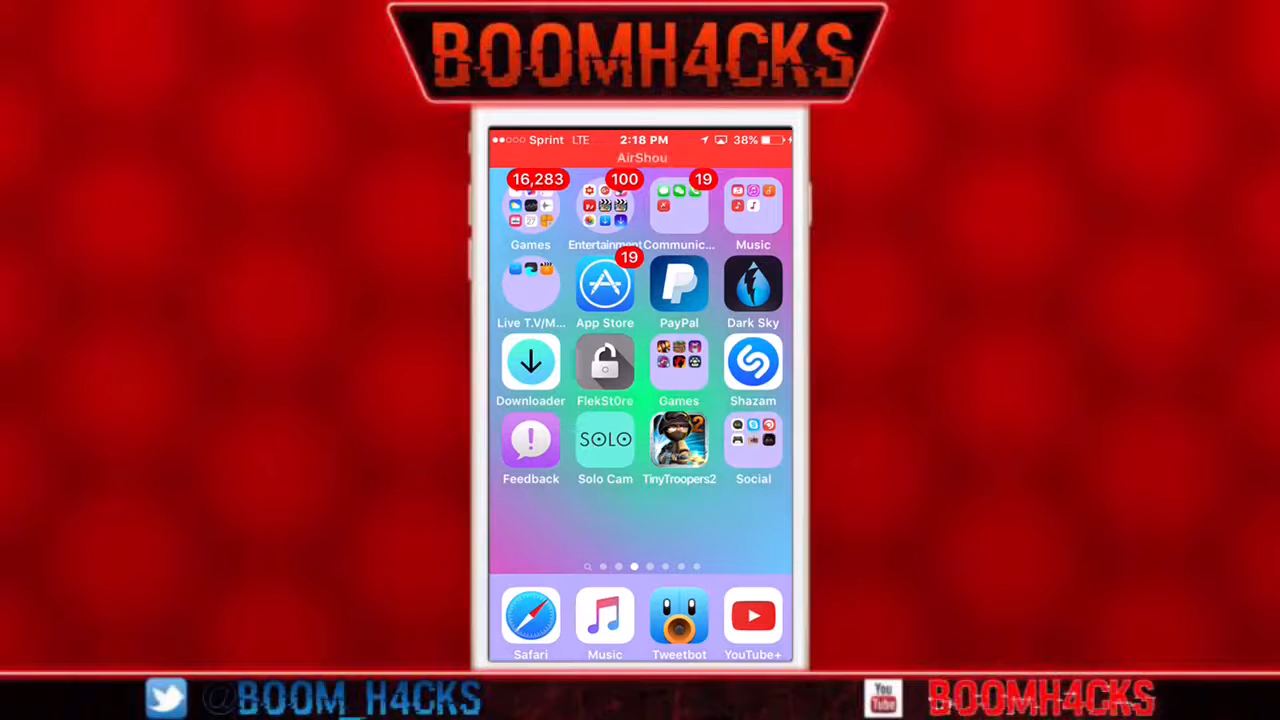 BOOMH4CKS
Sprint LTE 2:18 PM 38%
AirShou
16,283 100 19
Games Entertainment Communic... Music
19
Live T.V/M... App Store PayPal Dark Sky
Downloader FlekSt0re Games Shazam
SOLO
Feedback Solo Cam TinyTroopers2 Social
Safari Music Tweetbot YouTube+
@BOOM_H4CKS You Tube BOOMH4CKS